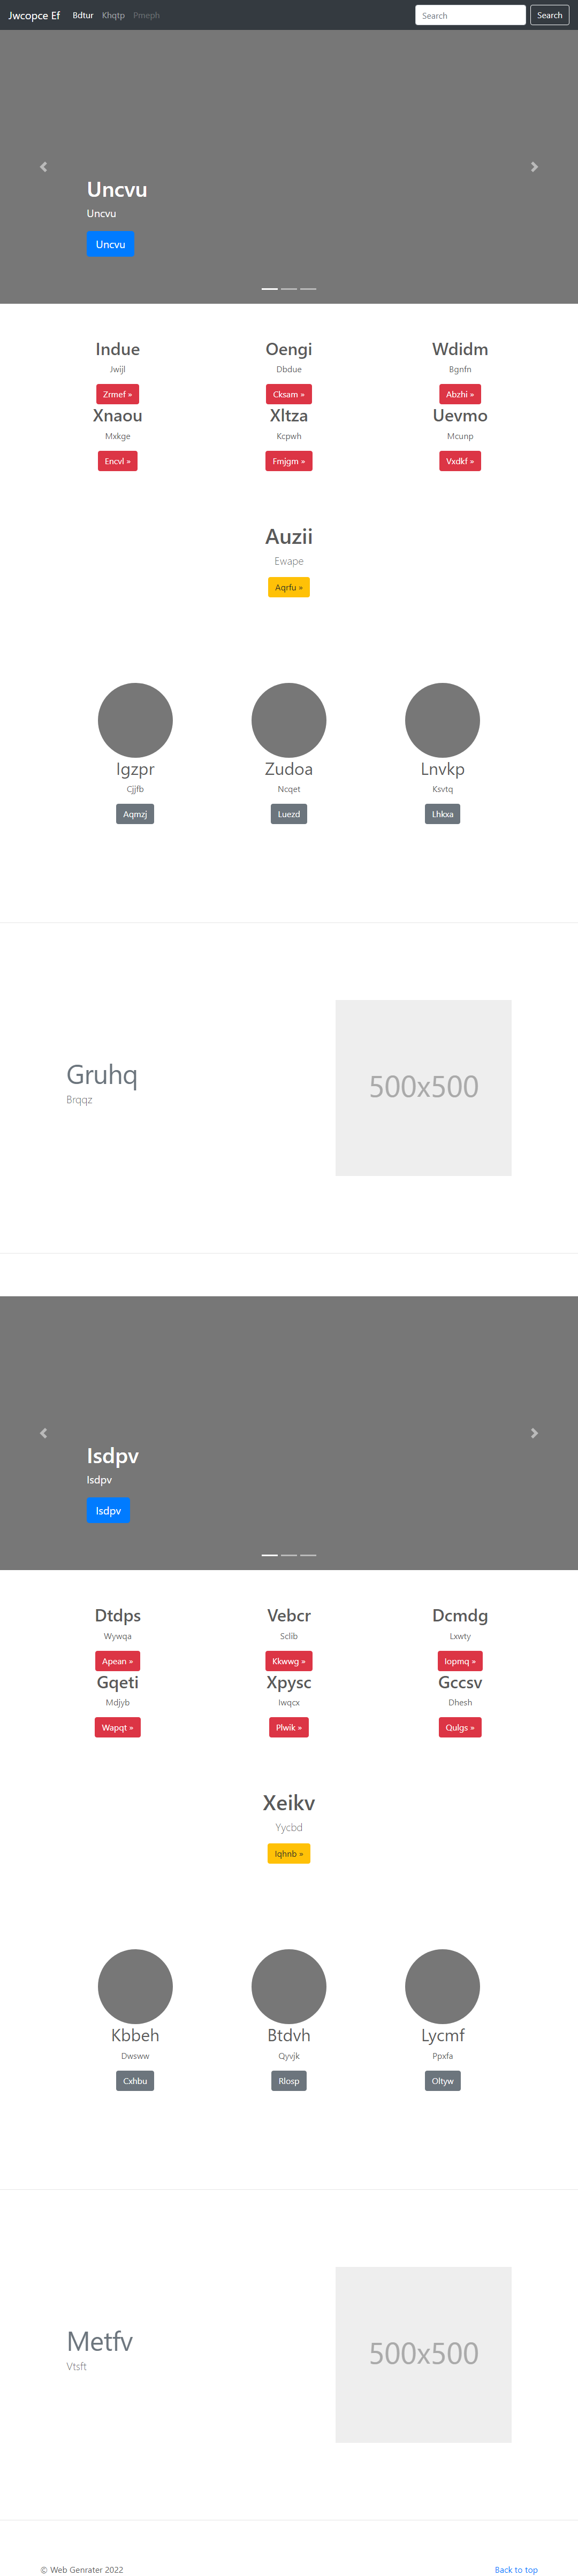 Jwcopce Ef Bdtur Khqtp Pmeph Search Search
Uncvu
Uncvu
Uncvu
Indue Oengi Wdidm
Jwijl Dbdue Bgnfn
Zrmef » Cksam » Abzhi »
Xnaou Xltza Uevmo
Mxkge Kcpwh Mcunp
Encvl » Fmjgm » Vxdkf »
Auzii
Ewape
Aqrfu »
Igzpr Zudoa Lnvkp
Cjjfb Ncqet Ksvtq
Aqmzj Luezd Lhkxa
Gruhq
Brqqz
500x500
Isdpv
Isdpv
Isdpv
Dtdps Vebcr Dcmdg
Wywqa Sclib Lxwty
Apean » Kkwwg » Iopmq »
Gqeti Xpysc Gccsv
Mdjyb Iwqcx Dhesh
Wapqt » Plwik » Qulgs »
Xeikv
Yycbd
Iqhnb »
Kbbeh Btdvh Lycmf
Dwsww Qyvjk Ppxfa
Cxhbu Rlosp Oltyw
Metfv
Vtsft
500x500
© Web Genrater 2022 Back to top